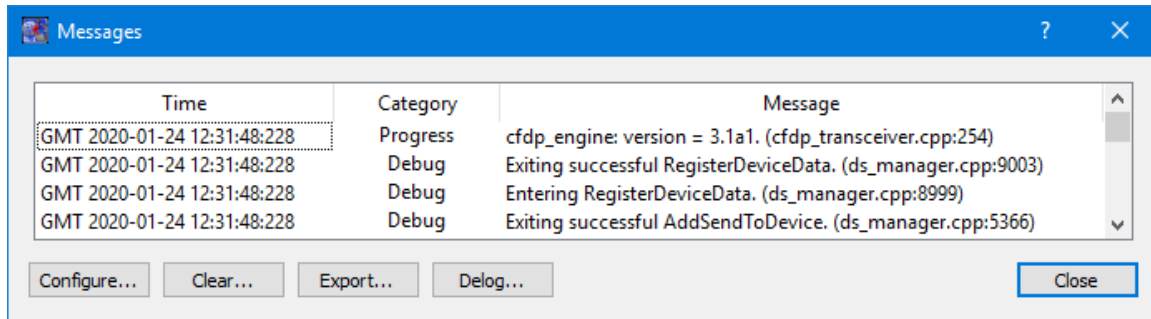 Messages
?
Time Category Message
GMT 2020-01-24 12:31:48:228 Progress cfdp_engine: version = 3.1a1. (cfdp_transceiver.cpp:254)
GMT 2020-01-24 12:31:48:228 Debug Exiting successful RegisterDeviceData. (ds_manager.cpp:9003)
GMT 2020-01-24 12:31:48:228 Debug Entering RegisterDeviceData. (ds_manager.cpp:8999)
GMT 2020-01-24 12:31:48:228 Debug Exiting successful AddSendToDevice. (ds_manager.cpp:5366)
Configure... Clear... Export... Delog... Close